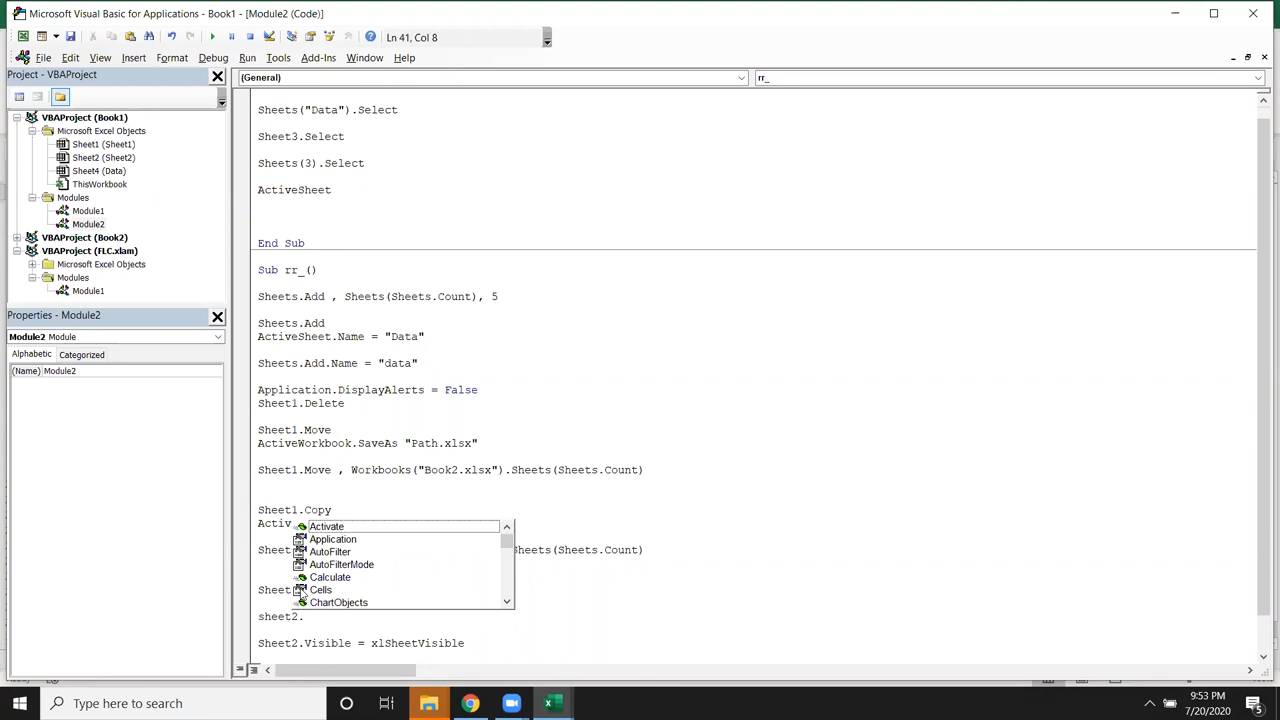 Microsoft Visual Basic for Applications - Book1 - [Module2 (Code)]
Ln 41, Col 8
File Edit View Insert Format Debug Run Tools Add-Ins Window Help
Project - VBAProject
(General)
rr_
VBAProject (Book1)
Microsoft Excel Objects
Sheet1 (Sheet1)
Sheet2 (Sheet2)
Sheet4 (Data)
ThisWorkbook
Modules
Module1
Module2
VBAProject (Book2)
VBAProject (FLC.xlam)
Microsoft Excel Objects
Modules
Module1
Properties - Module2
Module2 Module
Alphabetic Categorized
(Name) Module2
Sheets("Data").Select
Sheet3.Select
Sheets(3).Select
ActiveSheet
End Sub
Sub rr_()
Sheets.Add , Sheets(Sheets.Count), 5
Sheets.Add
ActiveSheet.Name = "Data"
Sheets.Add.Name = "data"
Application.DisplayAlerts = False
Sheet1.Delete
Sheet1.Move
ActiveWorkbook.SaveAs "Path.xlsx"
Sheet1.Move , Workbooks("Book2.xlsx").Sheets(Sheets.Count)
Sheet1.Copy
Activ
Sheet
Sheets(Sheets.Count)
Sheet
sheet2.
Sheet2.Visible = xlSheetVisible
Activate
Application
AutoFilter
AutoFilterMode
Calculate
Cells
ChartObjects
Type here to search
9:53 PM
7/20/2020
5